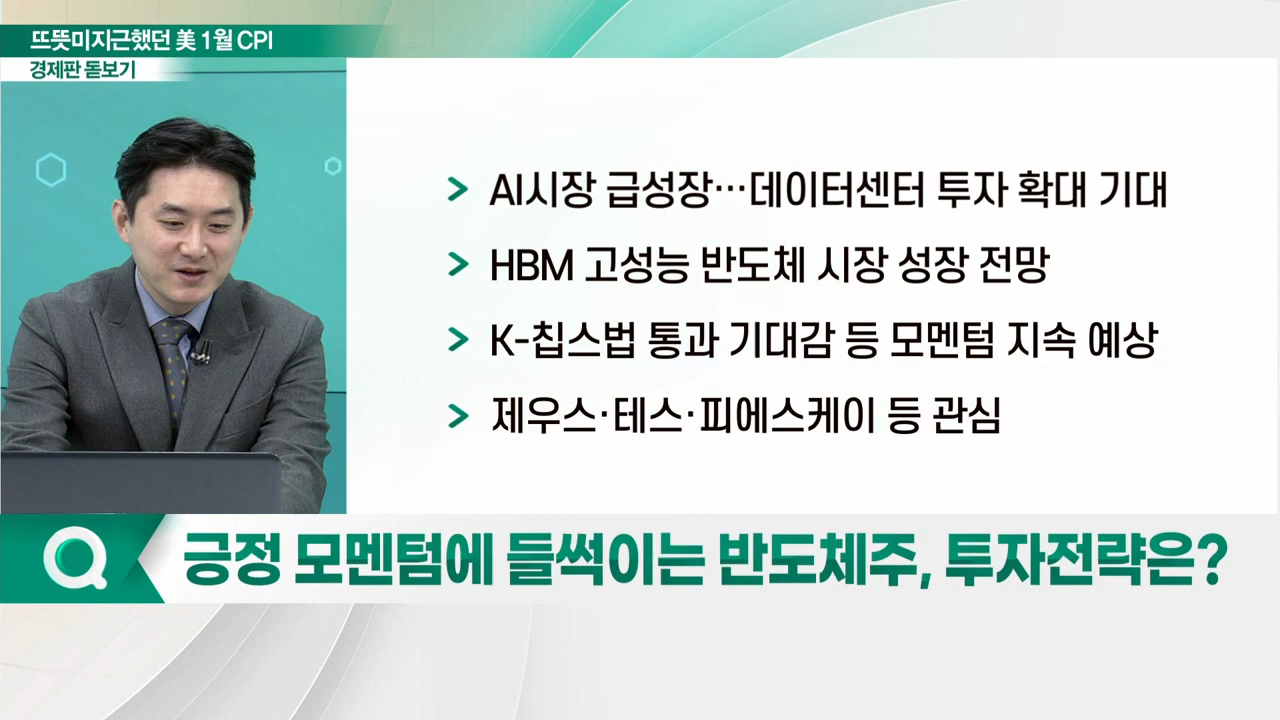 뜨뜻미지근했던 美 1월 CPI
경제판 돋보기
> AI시장 급성장…데이터센터 투자 확대 기대
> HBM 고성능 반도체 시장 성장 전망
> K-칩스법 통과 기대감 등 모멘텀 지속 예상
> 제우스·테스·피에스케이 등 관심
Q 긍정 모멘텀에 들썩이는 반도체주, 투자전략은?